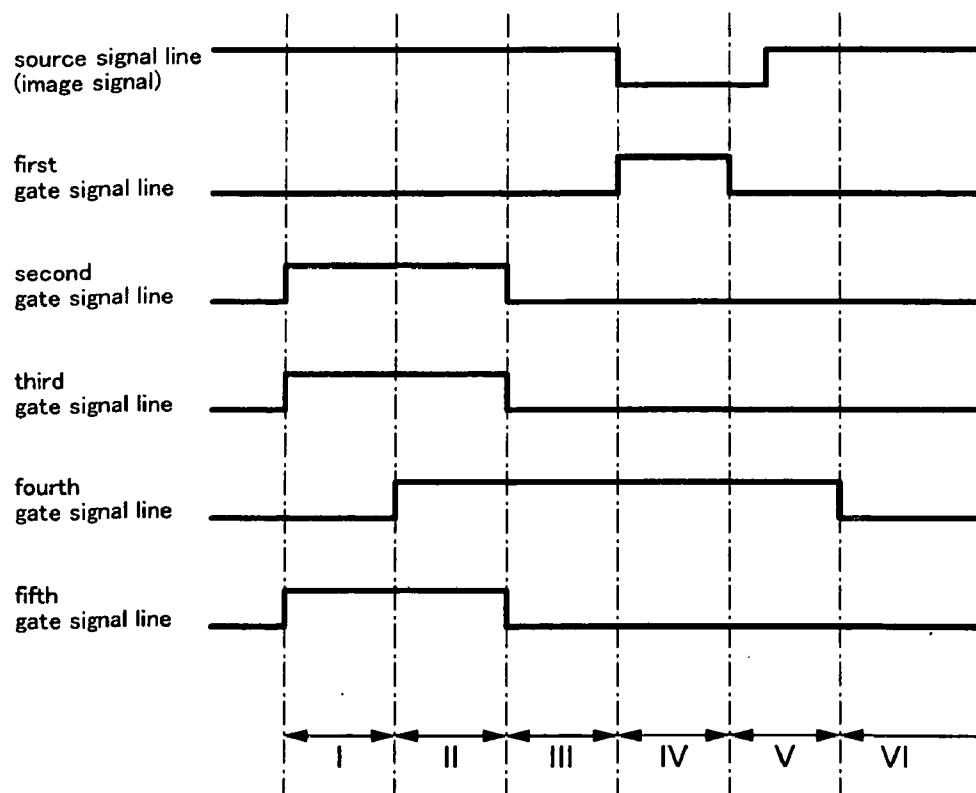 source signal line
(image signal)
first
gate signal line
second
gate signal line
third
gate signal line
fourth
gate signal line
fifth
gate signal line
I II III IV V VI